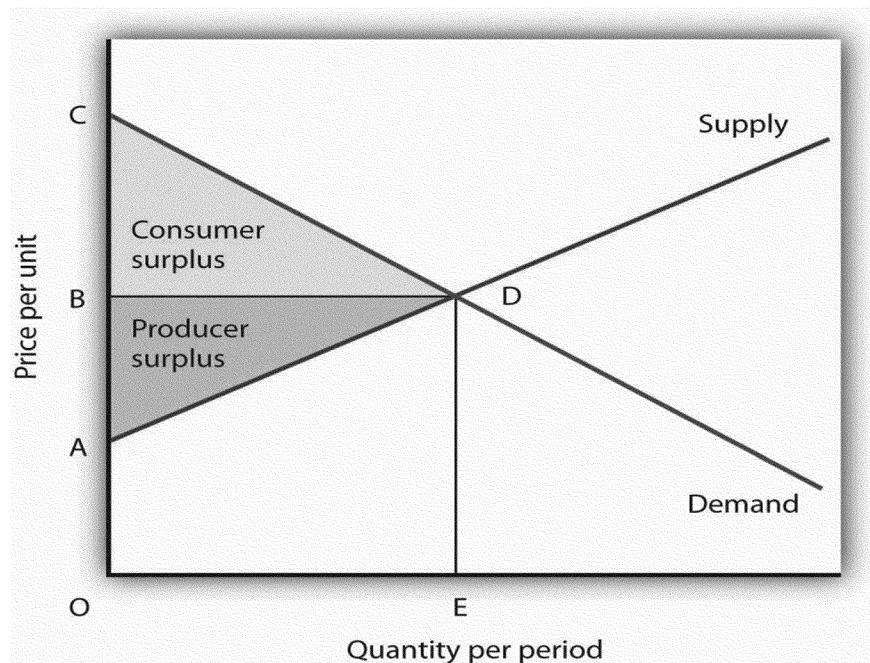 C
Supply
Consumer
surplus
B
D
Producer
surplus
A
Demand
O
E
Price per unit
Quantity per period